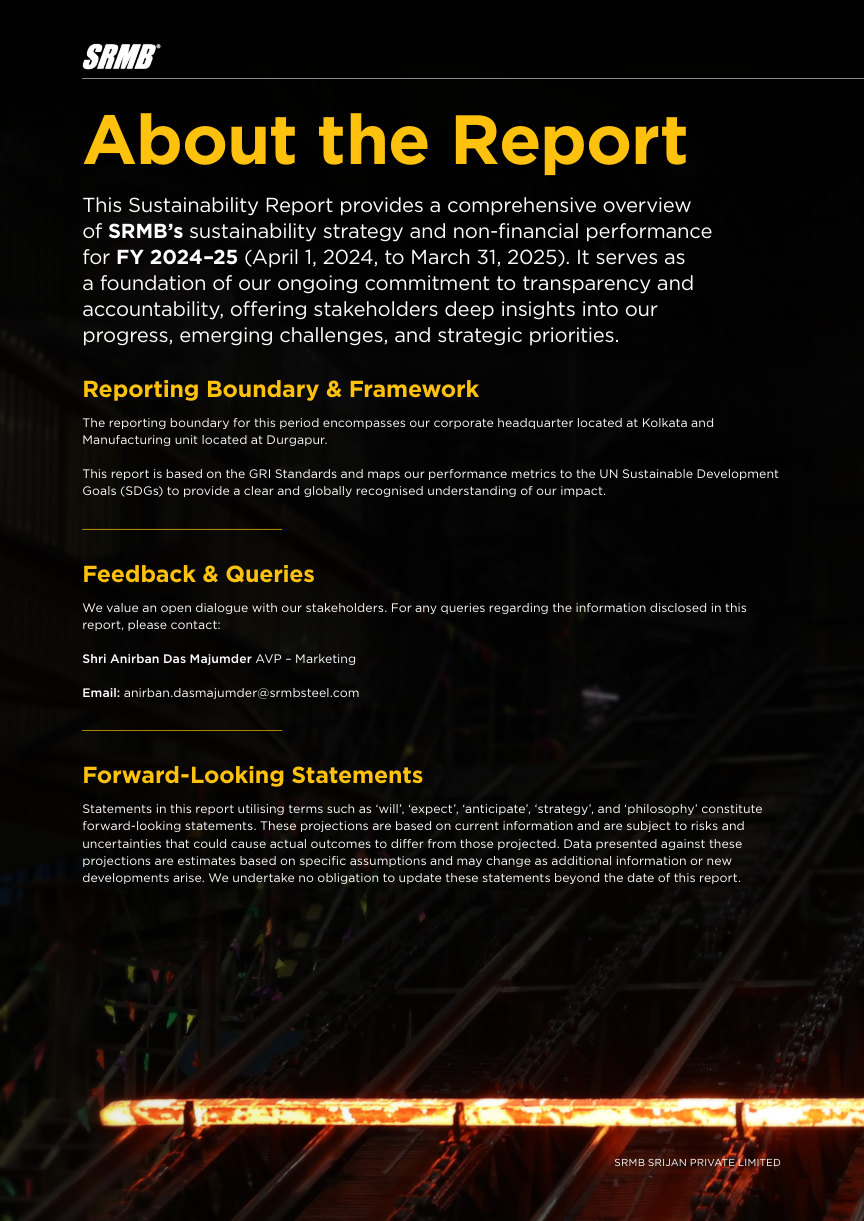 SRMB®
About the Report
This Sustainability Report provides a comprehensive overview
of SRMB’s sustainability strategy and non-financial performance
for FY 2024–25 (April 1, 2024, to March 31, 2025). It serves as
a foundation of our ongoing commitment to transparency and
accountability, offering stakeholders deep insights into our
progress, emerging challenges, and strategic priorities.
Reporting Boundary & Framework
The reporting boundary for this period encompasses our corporate headquarter located at Kolkata and
Manufacturing unit located at Durgapur.
This report is based on the GRI Standards and maps our performance metrics to the UN Sustainable Development
Goals (SDGs) to provide a clear and globally recognised understanding of our impact.
Feedback & Queries
We value an open dialogue with our stakeholders. For any queries regarding the information disclosed in this
report, please contact:
Shri Anirban Das Majumder AVP – Marketing
Email: anirban.dasmajumder@srmbsteel.com
Forward-Looking Statements
Statements in this report utilising terms such as ‘will’, ‘expect’, ‘anticipate’, ‘strategy’, and ‘philosophy’ constitute
forward-looking statements. These projections are based on current information and are subject to risks and
uncertainties that could cause actual outcomes to differ from those projected. Data presented against these
projections are estimates based on specific assumptions and may change as additional information or new
developments arise. We undertake no obligation to update these statements beyond the date of this report.
SRMB SRIJAN PRIVATE LIMITED